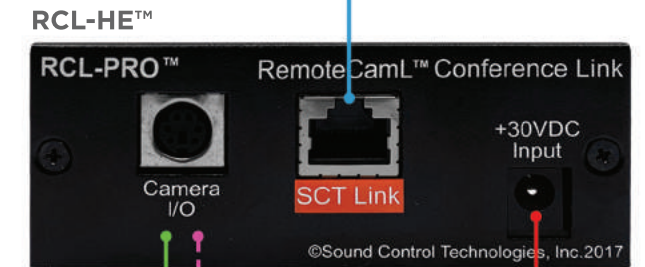 RCL-HE™
RCL-PRO™
RemoteCamL™ Conference Link
+30VDC
Input
Camera
I/O
SCT Link
©Sound Control Technologies, Inc.2017